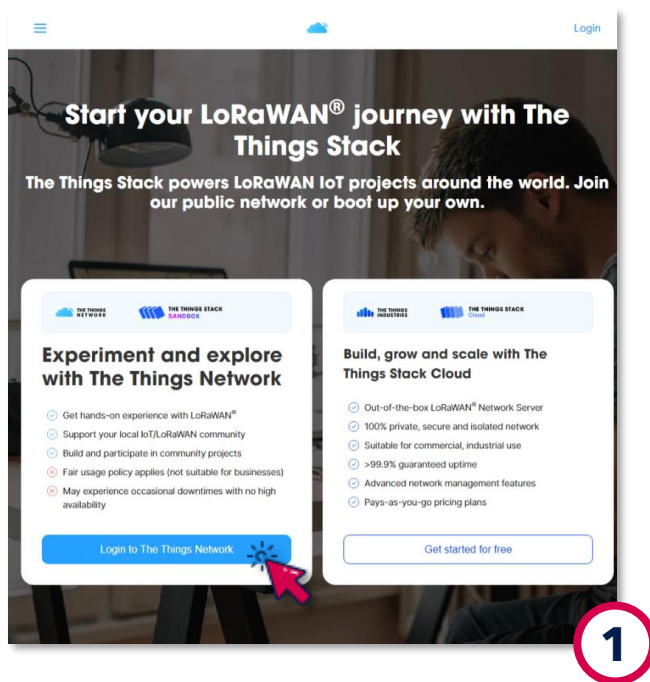 Login
Start your LoRaWAN® journey with The
Things Stack
The Things Stack powers LoRaWAN IoT projects around the world. Join
our public network or boot up your own.
THE THINGS
NETWORK
THE THINGS STACK
SANDBOX
Experiment and explore
with The Things Network
Get hands-on experience with LoRaWAN®
Support your local IoT/LoRaWAN community
Build and participate in community projects
Fair usage policy applies (not suitable for businesses)
May experience occasional downtimes with no high
availability
Login to The Things Network
THE THINGS
INDUSTRIES
THE THINGS STACK
Cloud
Build, grow and scale with The
Things Stack Cloud
Out-of-the-box LoRaWAN® Network Server
100% private, secure and isolated network
Suitable for commercial, industrial use
>99.9% guaranteed uptime
Advanced network management features
Pays-as-you-go pricing plans
Get started for free
1